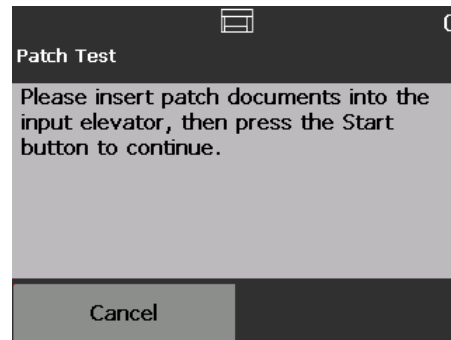 Patch Test
Please insert patch documents into the
input elevator, then press the Start
button to continue.
Cancel